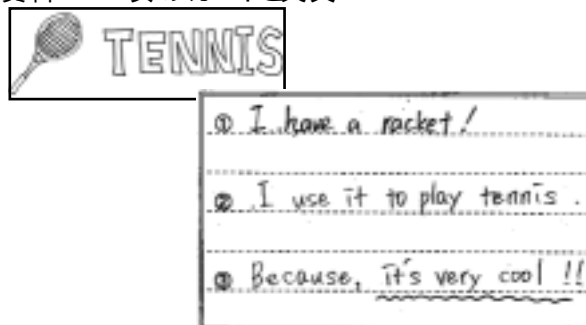 TENNIS
① I have a racket!
② I use it to play tennis.
③ Because, it's very cool!!